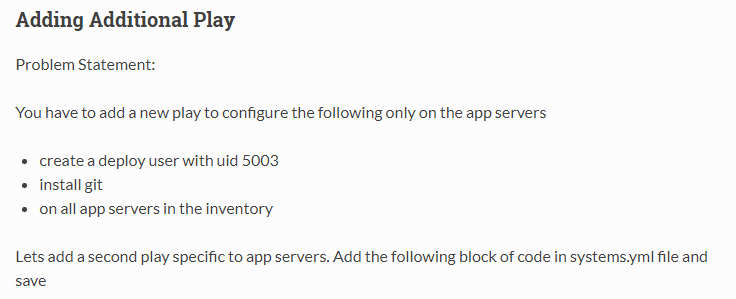 Adding Additional Play
Problem Statement:
You have to add a new play to configure the following only on the app servers
• create a deploy user with uid 5003
• install git
• on all app servers in the inventory
Lets add a second play specific to app servers. Add the following block of code in systems.yml file and
save